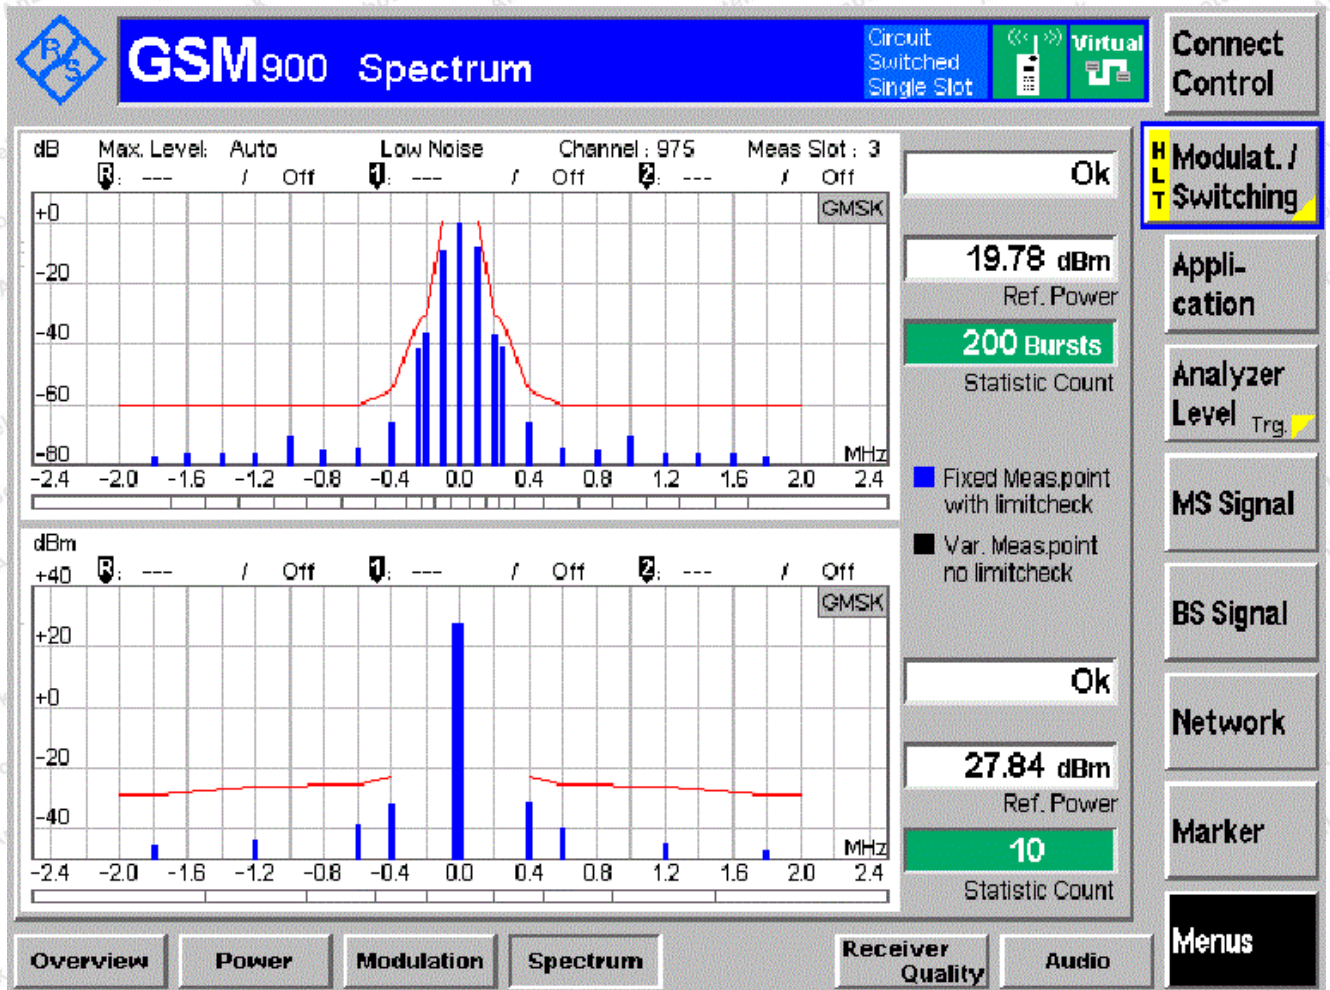 R S
GSM900 Spectrum
Circuit
Switched
Single Slot
Virtual
Connect
Control
dB Max. Level: Auto Low Noise Channel : 975 Meas Slot : 3
R : --- / Off 1 : --- / Off 2 : --- / Off
GMSK
+0
-20
-40
-60
-80
MHz
-2.4 -2.0 -1.6 -1.2 -0.8 -0.4 0.0 0.4 0.8 1.2 1.6 2.0 2.4
Ok
19.78 dBm
Ref. Power
200 Bursts
Statistic Count
Fixed Meas.point
with limitcheck
Var. Meas.point
no limitcheck
dBm
+40 R : --- / Off 1 : --- / Off 2 : --- / Off
GMSK
+20
+0
-20
-40
MHz
-2.4 -2.0 -1.6 -1.2 -0.8 -0.4 0.0 0.4 0.8 1.2 1.6 2.0 2.4
Ok
27.84 dBm
Ref. Power
10
Statistic Count
HLT
Modulat. /
Switching
Appli-
cation
Analyzer
Level Trg.
MS Signal
BS Signal
Network
Marker
Menus
Overview
Power
Modulation
Spectrum
Receiver
Quality
Audio